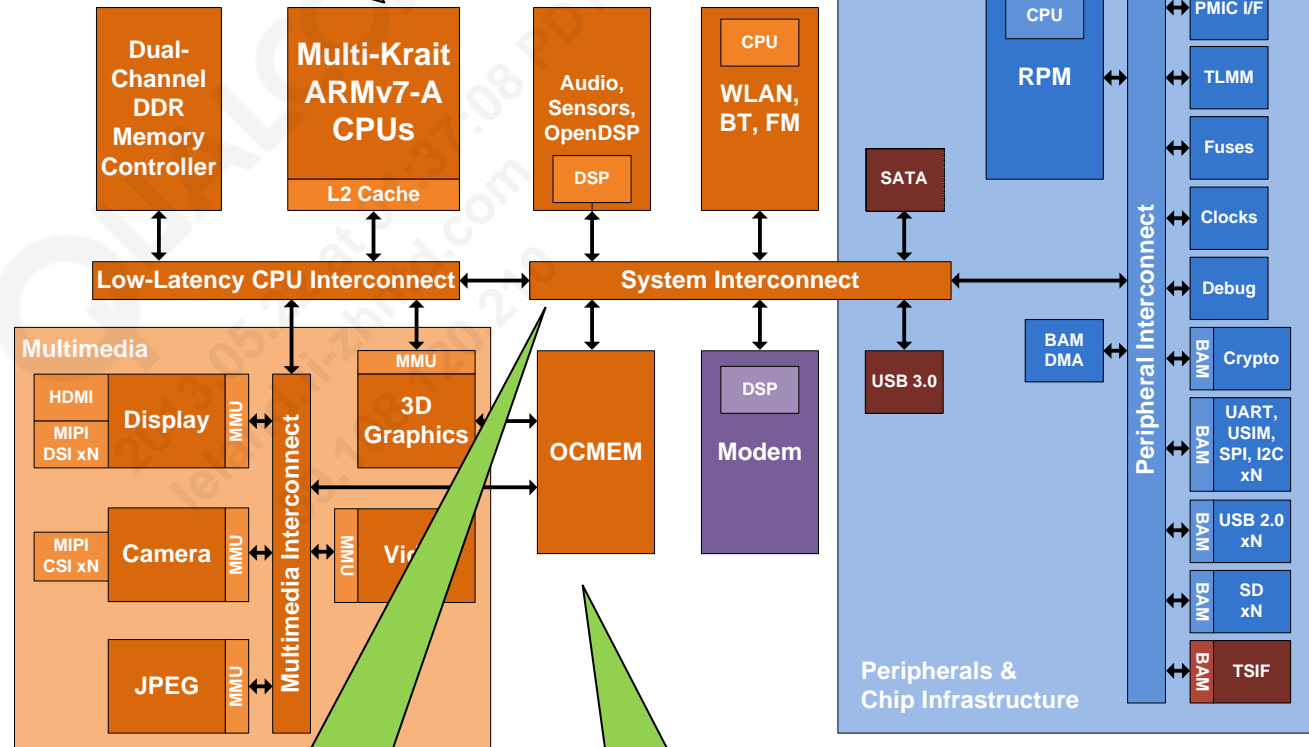 Dual-
Channel
DDR
Memory
Controller
Multi-Krait
ARMv7-A
CPUs
L2 Cache
Audio,
Sensors,
OpenDSP
DSP
CPU
WLAN,
BT, FM
SATA
CPU
RPM
PMIC I/F
TLMM
Fuses
Clocks
Debug
Low-Latency CPU Interconnect
System Interconnect
Peripheral Interconnect
Multimedia
HDMI
MIPI
DSI xN
Display
MMU
MMU
3D
Graphics
OCMEM
DSP
Modem
USB 3.0
BAM
DMA
BAM
Crypto
BAM
UART,
USIM,
SPI, I2C
xN
BAM
USB 2.0
xN
BAM
SD
xN
BAM
TSIF
MIPI
CSI xN
Camera
MMU
Multimedia Interconnect
MMU
JPEG
MMU
Peripherals &
Chip Infrastructure